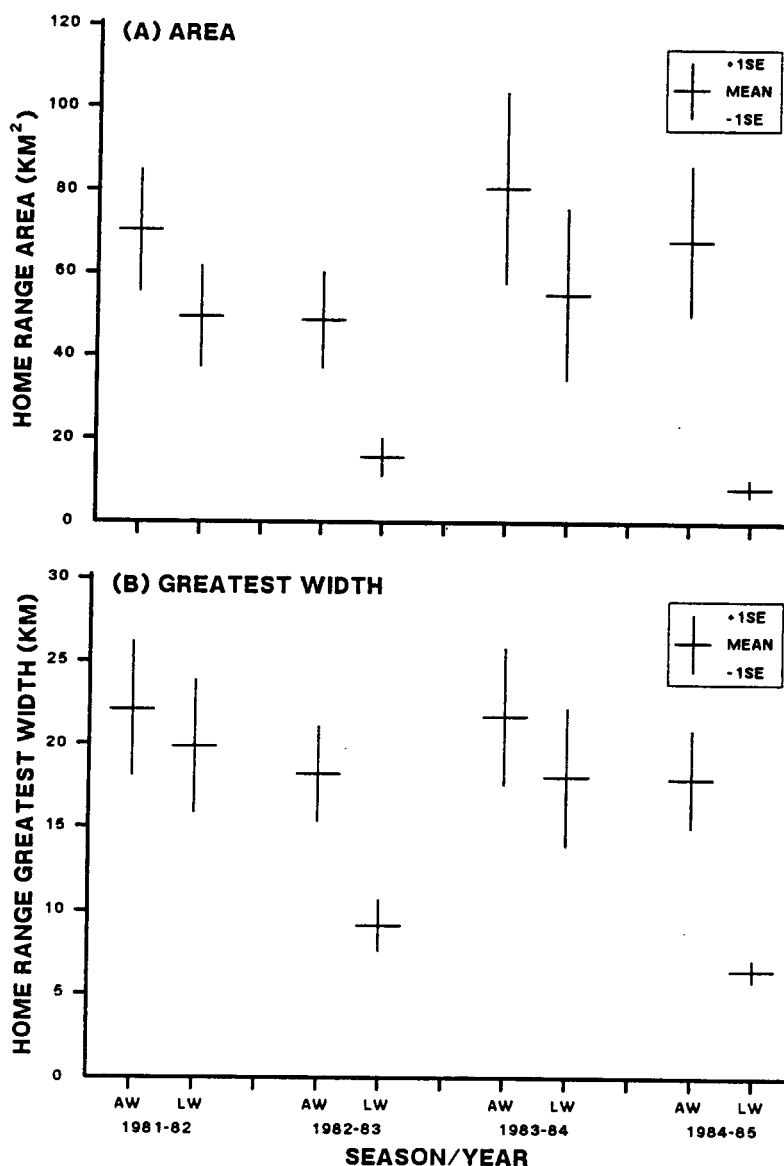 (A) AREA
+1SE
MEAN
-1SE
HOME RANGE AREA (KM²)
120
100
80
60
40
20
0
(B) GREATEST WIDTH
+1SE
MEAN
-1SE
HOME RANGE GREATEST WIDTH (KM)
30
25
20
15
10
5
0
AW LW AW LW AW LW AW LW
1981-82 1982-83 1983-84 1984-85
SEASON/YEAR